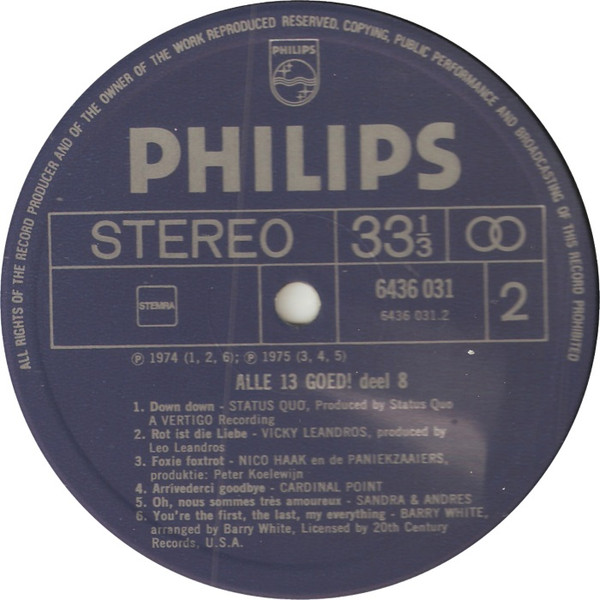 ALL RIGHTS OF THE RECORD PRODUCER AND OF THE OWNER OF THE WORK REPRODUCED RESERVED. COPYING, PUBLIC PERFORMANCE AND BROADCASTING OF THIS RECORD PROHIBITED
PHILIPS
PHILIPS
STEREO 33 1/3
STEMRA 6436 031 2
6436 031.2
℗ 1974 (1, 2, 6); ℗ 1975 (3, 4, 5)
ALLE 13 GOED! deel 8
1. Down down - STATUS QUO, Produced by Status Quo
A VERTIGO Recording
2. Rot ist die Liebe - VICKY LEANDROS, produced by
Leo Leandros
3. Foxie foxtrot - NICO HAAK en de PANIEKZAAIERS,
produktie: Peter Koelewijn
4. Arrivederci goodbye - CARDINAL POINT
5. Oh, nous sommes très amoureux - SANDRA & ANDRES
6. You're the first, the last, my everything - BARRY WHITE,
arranged by Barry White, Licensed by 20th Century
Records, U.S.A.